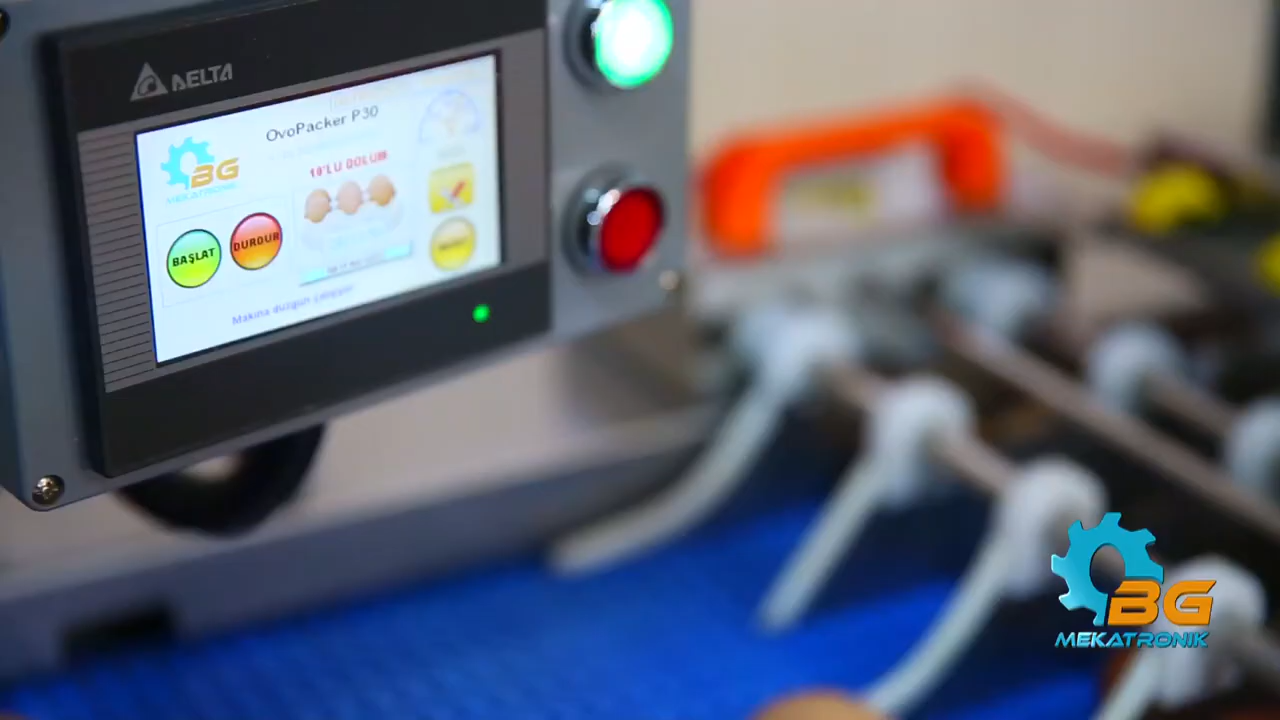 DELTA
OvoPacker P30
BG
MEKATRONIK
10'LU DOLUM
BAŞLAT
DURDUR
Makina düzgün çalışıyor
BG
MEKATRONIK